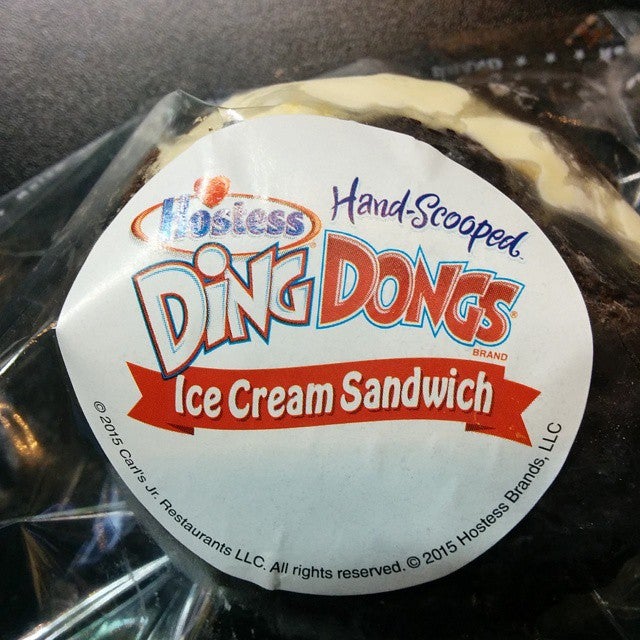 Hostess
Hand-Scooped
DING DONGS®
BRAND
Ice Cream Sandwich
© 2015 Carl's Jr. Restaurants LLC. All rights reserved. © 2015 Hostess Brands, LLC